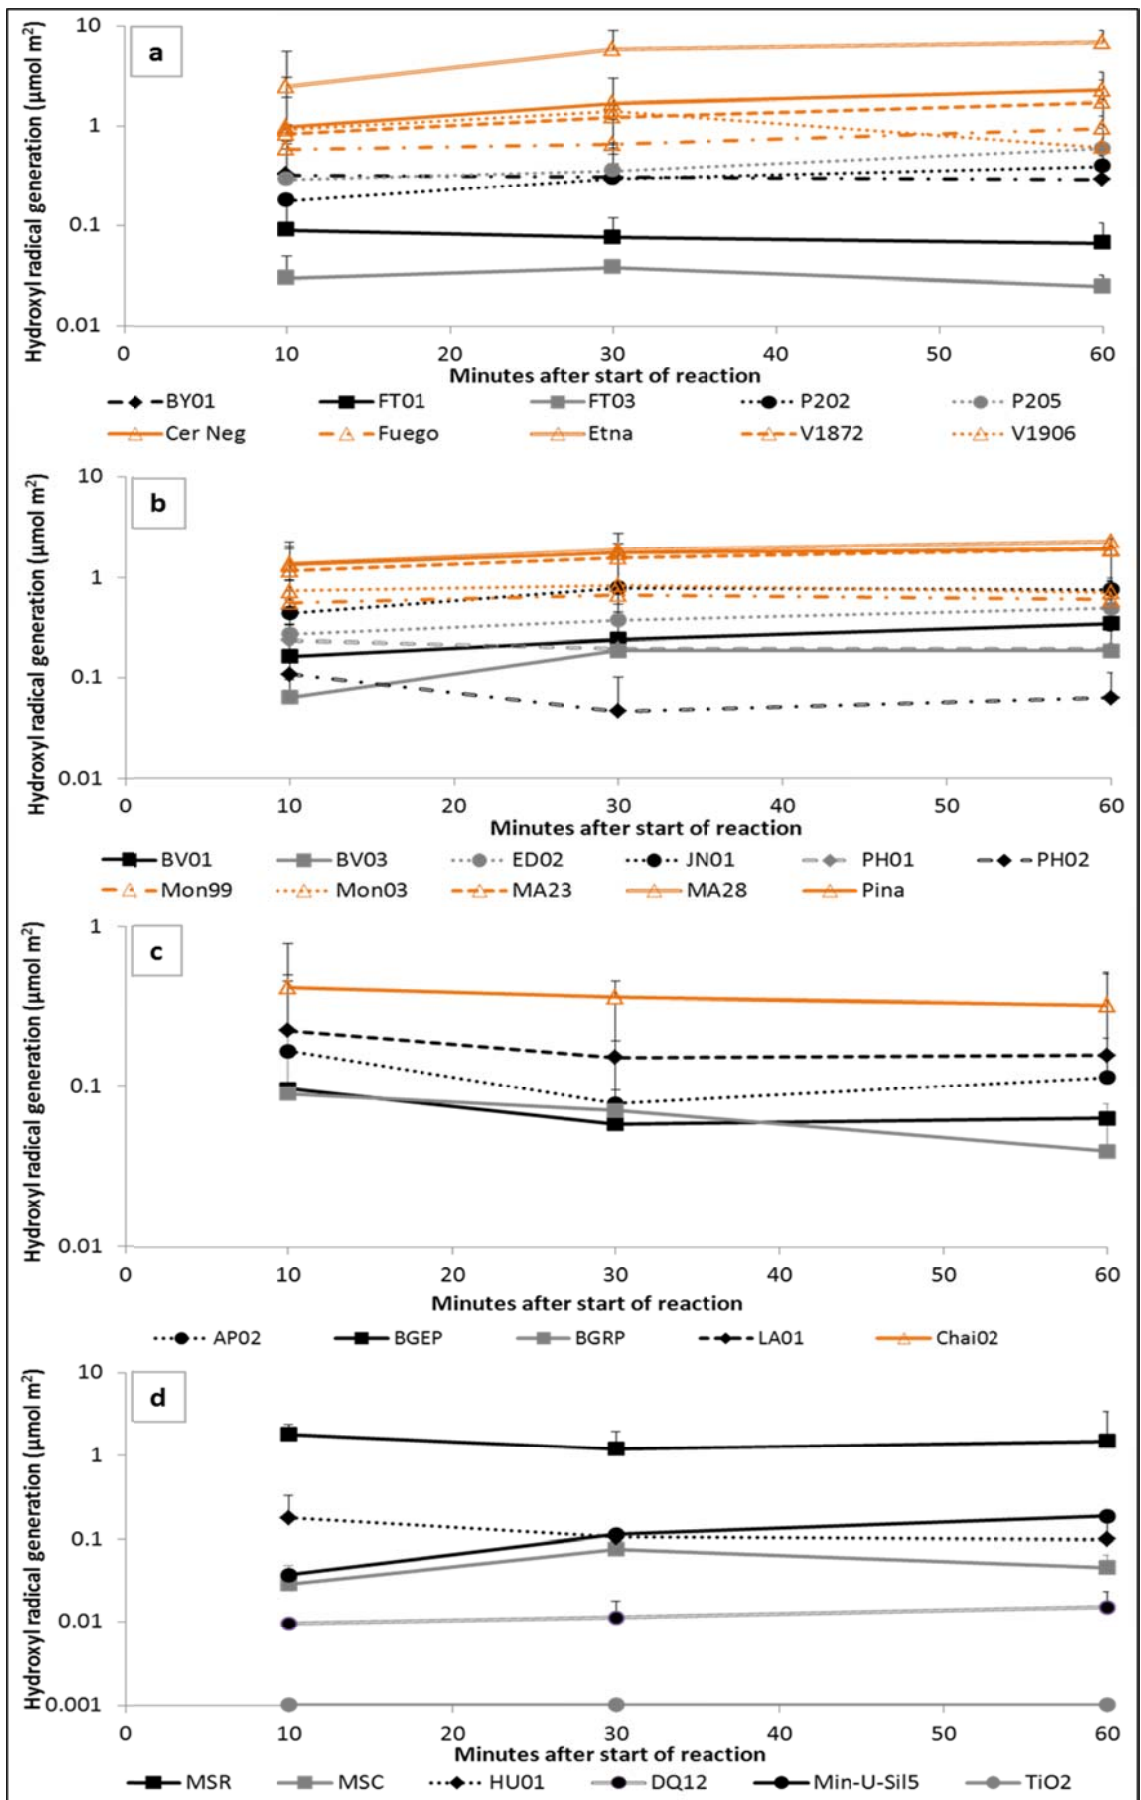 a
Hydroxyl radical generation (µmol m²)
10
1
0.1
0.01
0 10 20 30 40 50 60
Minutes after start of reaction
BY01 FT01 FT03 P202 P205
Cer Neg Fuego Etna V1872 V1906
b
Hydroxyl radical generation (µmol m²)
10
1
0.1
0.01
0 10 20 30 40 50 60
Minutes after start of reaction
BV01 BV03 ED02 JN01 PH01 PH02
Mon99 Mon03 MA23 MA28 Pina
c
Hydroxyl radical generation (µmol m²)
1
0.1
0.01
0 10 20 30 40 50 60
Minutes after start of reaction
AP02 BGEP BGRP LA01 Chai02
d
Hydroxyl radical generation (µmol m²)
10
1
0.1
0.01
0.001
0 10 20 30 40 50 60
Minutes after start of reaction
MSR MSC HU01 DQ12 Min-U-Sil5 TiO2